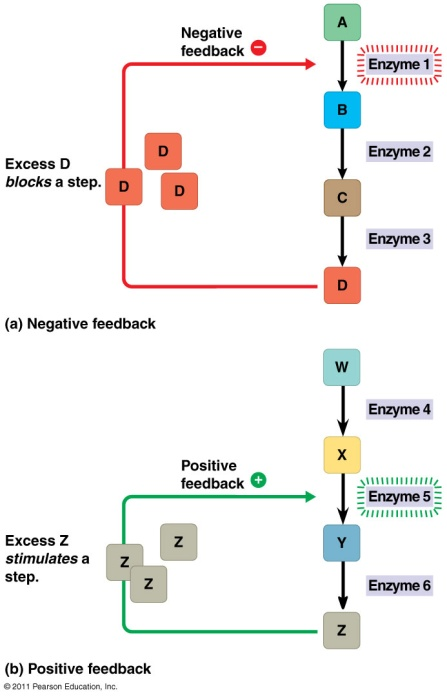 A
Negative
feedback −
Enzyme 1
B
Enzyme 2
D
Excess D
blocks a step.
D
D
C
Enzyme 3
D
(a) Negative feedback
W
Enzyme 4
X
Positive
feedback +
Enzyme 5
Excess Z
stimulates a
step.
Z
Z
Z
Y
Enzyme 6
Z
(b) Positive feedback
© 2011 Pearson Education, Inc.